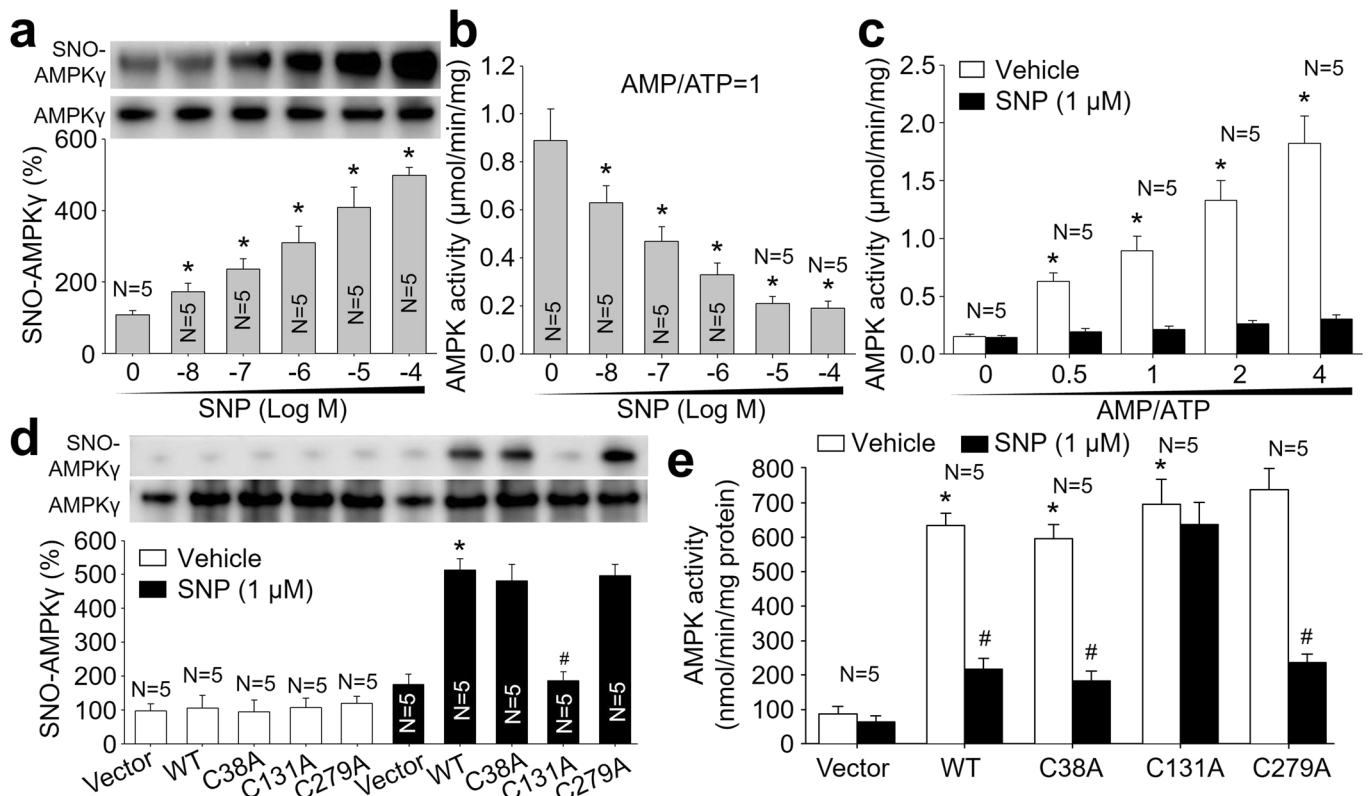 a
SNO-
AMPKγ
AMPKγ
SNO-AMPKγ (%)
600
400
200
0
N=5
* N=5
* N=5
* N=5
* N=5
* N=5
0 -8 -7 -6 -5 -4
SNP (Log M)
b
AMP/ATP=1
AMPK activity (μmol/min/mg)
1.2
1.0
0.8
0.6
0.4
0.2
0.0
N=5
* N=5
* N=5
* N=5
N=5 *
N=5 *
0 -8 -7 -6 -5 -4
SNP (Log M)
c
Vehicle
SNP (1 μM)
AMPK activity (μmol/min/mg)
2.5
2.0
1.5
1.0
0.5
0.0
N=5
N=5 *
N=5 *
N=5 *
N=5 *
0 0.5 1 2 4
AMP/ATP
d
SNO-
AMPKγ
AMPKγ
SNO-AMPKγ (%)
600
500
400
300
200
100
0
Vehicle
SNP (1 μM)
N=5 N=5 N=5 N=5 N=5
N=5
* N=5
N=5
# N=5
N=5
Vector WT C38A C131A C279A Vector WT C38A C131A C279A
e
Vehicle SNP (1 μM)
AMPK activity
(nmol/min/mg protein)
800
700
600
500
400
300
200
100
0
N=5
N=5 * #
N=5 * #
N=5 *
N=5 #
Vector WT C38A C131A C279A